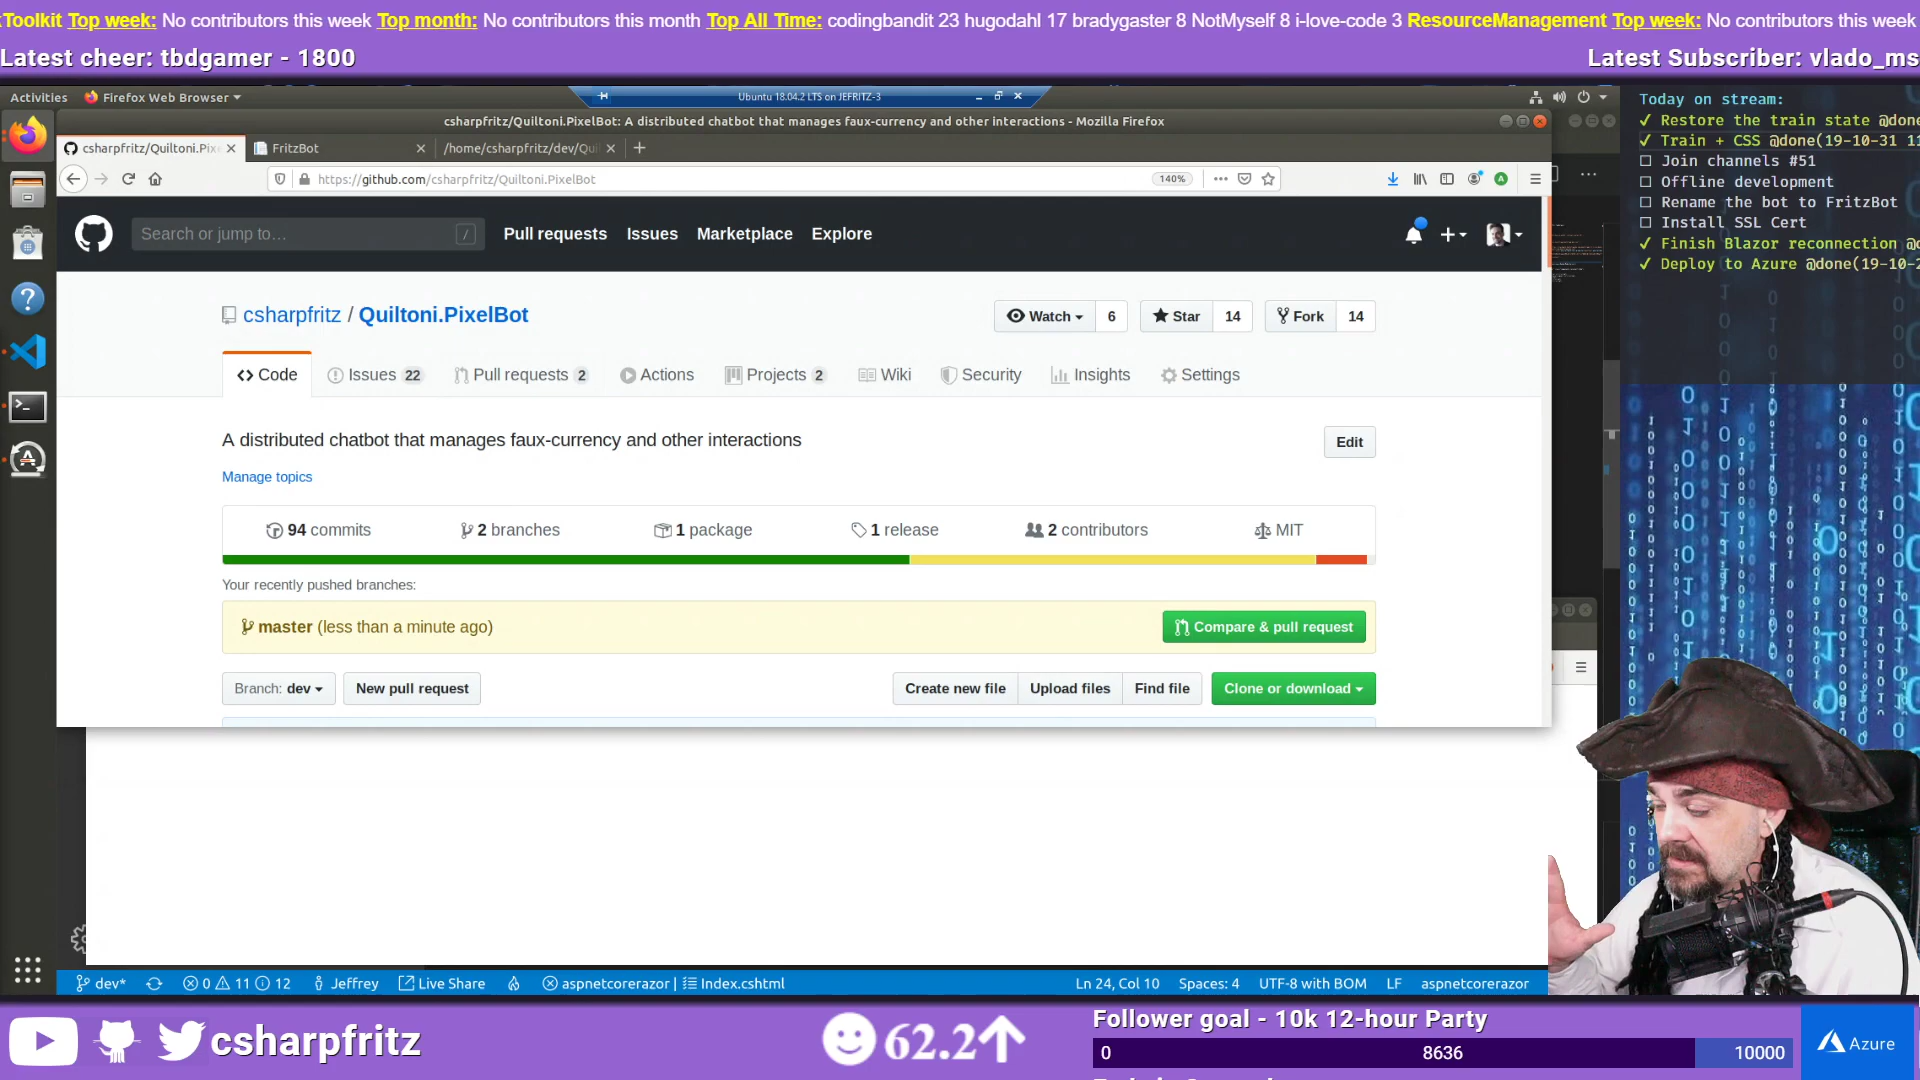 Toolkit Top week: No contributors this week Top month: No contributors this month Top All Time: codingbandit 23 hugodahl 17 bradygaster 8 NotMyself 8 i-love-code 3 ResourceManagement Top week: No contributors this week
Latest cheer: tbdgamer - 1800
Latest Subscriber: vlado_ms
Activities
Firefox Web Browser
Ubuntu 18.04.2 LTS on JEFRITZ-3
csharpfritz/Quiltoni.PixelBot: A distributed chatbot that manages faux-currency and other interactions - Mozilla Firefox
csharpfritz/Quiltoni.Pix
FritzBot
/home/csharpfritz/dev/Qu
https://github.com/csharpfritz/Quiltoni.PixelBot
140%
Search or jump to…
/
Pull requests
Issues
Marketplace
Explore
csharpfritz / Quiltoni.PixelBot
Watch 6
Star 14
Fork 14
Code
Issues 22
Pull requests 2
Actions
Projects 2
Wiki
Security
Insights
Settings
A distributed chatbot that manages faux-currency and other interactions
Edit
Manage topics
94 commits
2 branches
1 package
1 release
2 contributors
MIT
Your recently pushed branches:
master (less than a minute ago)
Compare & pull request
Branch: dev
New pull request
Create new file
Upload files
Find file
Clone or download
Today on stream:
✓ Restore the train state @done
✓ Train + CSS @done(19-10-31 11
☐ Join channels #51
☐ Offline development
☐ Rename the bot to FritzBot
☐ Install SSL Cert
✓ Finish Blazor reconnection @d
✓ Deploy to Azure @done(19-10-2
dev*
0
11
12
Jeffrey
Live Share
aspnetcorerazor |
Index.cshtml
Ln 24, Col 10
Spaces: 4
UTF-8 with BOM
LF
aspnetcorerazor
csharpfritz
62.2
Follower goal - 10k 12-hour Party
0
8636
10000
Azure